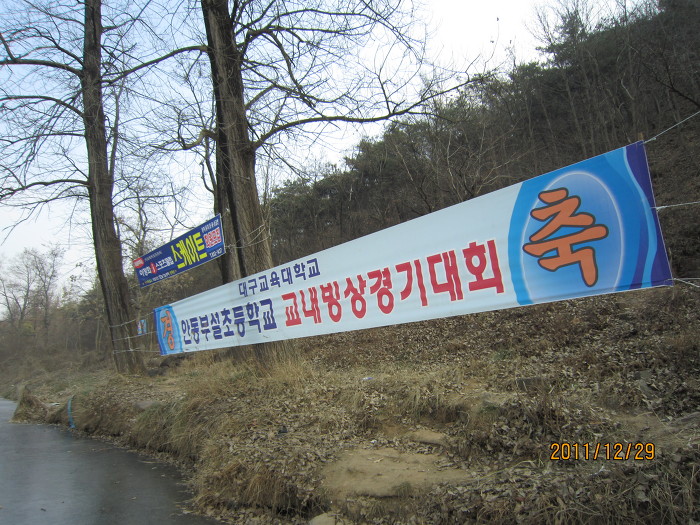 스케이트
경
대구교육대학교
안동부설초등학교 교내빙상경기대회
축
2011/12/29